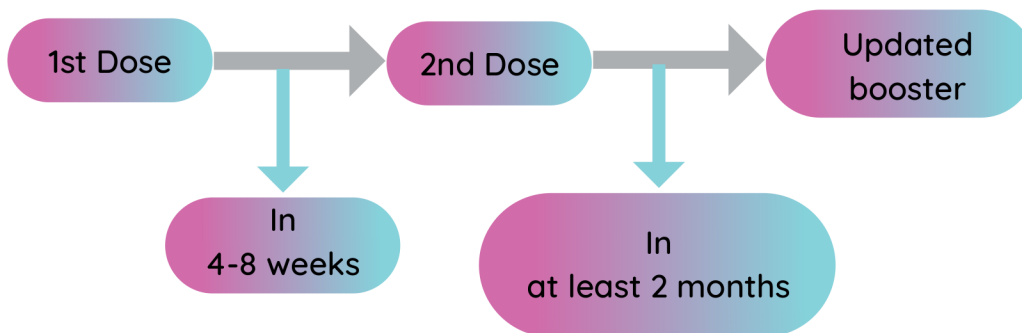 1st Dose
2nd Dose
Updated
booster
In
4-8 weeks
In
at least 2 months